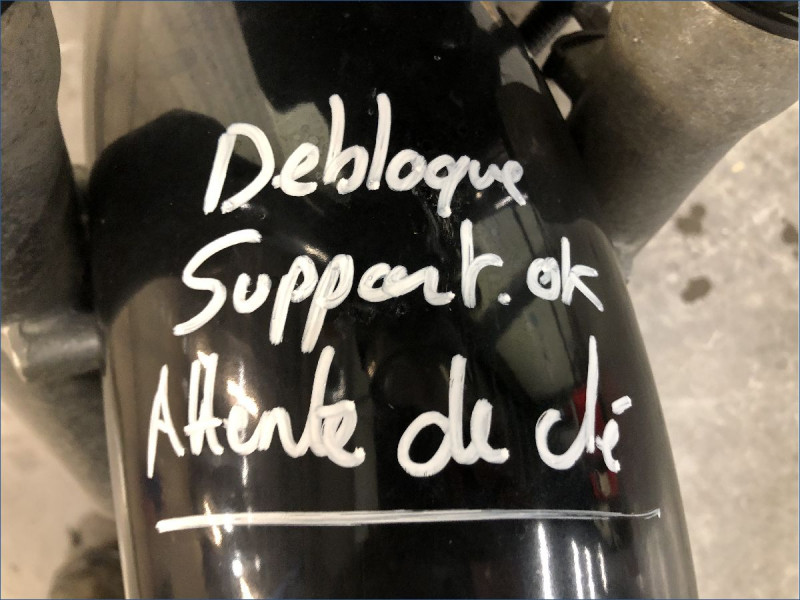 Debloque
Support. ok
Attente de clé